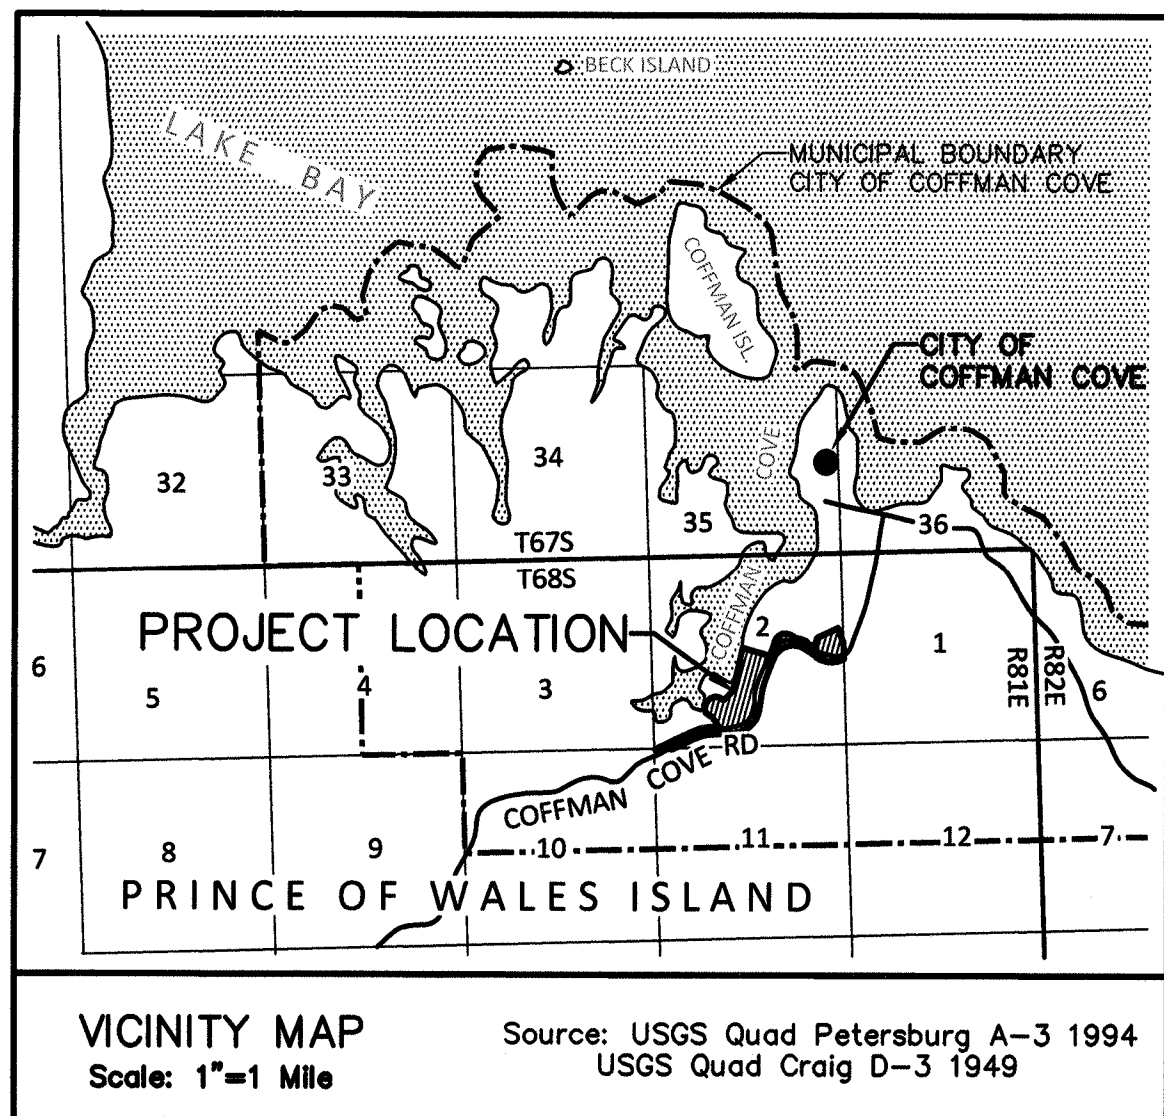 BECK ISLAND
LAKE BAY
MUNICIPAL BOUNDARY
CITY OF COFFMAN COVE
COFFMAN ISL.
CITY OF
COFFMAN COVE
COVE
34
33
32
35
36
T67S
T68S
COFFMAN
PROJECT LOCATION
2
1
6
5
4
3
R81E
R82E
6
COFFMAN COVE RD
7
8
9
10
11
12
7
PRINCE OF WALES ISLAND
VICINITY MAP
Scale: 1"=1 Mile
Source: USGS Quad Petersburg A-3 1994
USGS Quad Craig D-3 1949